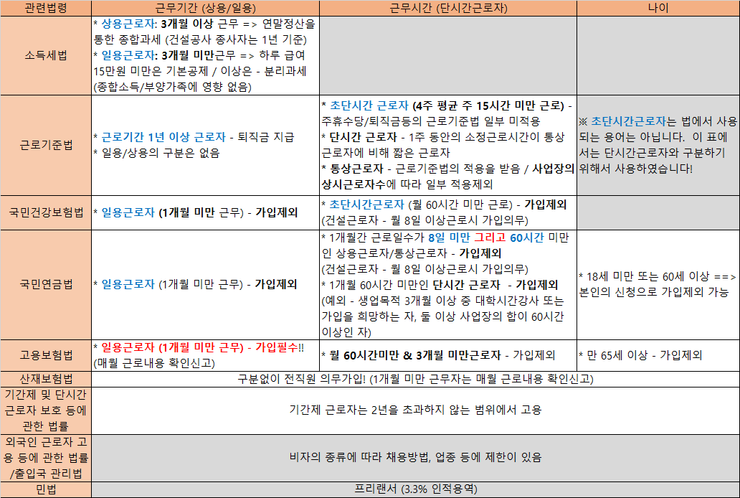 관련법령
근무기간 (상용/일용)
근무시간 (단시간근로자)
나이
소득세법
* 상용근로자: 3개월 이상 근무 => 연말정산을
통한 종합과세 (건설공사 종사자는 1년 기준)
* 일용근로자: 3개월 미만근무 => 하루 급여
15만원 미만은 기본공제 / 이상은 - 분리과세
(종합소득/부양가족에 영향 없음)
근로기준법
* 근로기간 1년 이상 근로자 - 퇴직금 지급
* 일용/상용의 구분은 없음
* 초단시간 근로자 (4주 평균 주 15시간 미만 근로) -
주휴수당/퇴직금등의 근로기준법 일부 미적용
* 단시간 근로자 - 1주 동안의 소정근로시간이 통상
근로자에 비해 짧은 근로자
* 통상근로자 - 근로기준법의 적용을 받음 / 사업장의
상시근로자수에 따라 일부 적용제외
※ 초단시간근로자는 법에서 사용
되는 용어는 아닙니다. 이 표에
서는 단시간근로자와 구분하기
위해서 사용하였습니다!
국민건강보험법
* 일용근로자 (1개월 미만 근무) - 가입제외
* 초단시간근로자 (월 60시간 미만 근로) - 가입제외
(건설근로자 - 월 8일 이상근로시 가입의무)
국민연금법
* 일용근로자 (1개월 미만 근무) - 가입제외
* 1개월간 근로일수가 8일 미만 그리고 60시간 미만
인 상용근로자/통상근로자 - 가입제외
(건설근로자 - 월 8일 이상근로시 가입의무)
* 1개월 60시간 미만인 단시간 근로자 - 가입제외
(예외 - 생업목적 3개월 이상 중 대학시간강사 또는
가입을 희망하는 자, 둘 이상 사업장의 합이 60시간
이상인 자)
* 18세 미만 또는 60세 이상 ==>
본인의 신청으로 가입제외 가능
고용보험법
* 일용근로자 (1개월 미만 근무) - 가입필수!!
(매월 근로내용 확인신고)
* 월 60시간미만 & 3개월 미만근로자 - 가입제외
* 만 65세 이상 - 가입제외
산재보험법
구분없이 전직원 의무가입! (1개월 미만 근무자는 매월 근로내용 확인신고)
기간제 및 단시간
근로자 보호 등에
관한 법률
기간제 근로자는 2년을 초과하지 않는 범위에서 고용
외국인 근로자 고
용 등에 관한 법률
/출입국 관리법
비자의 종류에 따라 채용방법, 업종 등에 제한이 있음
민법
프리랜서 (3.3% 인적용역)